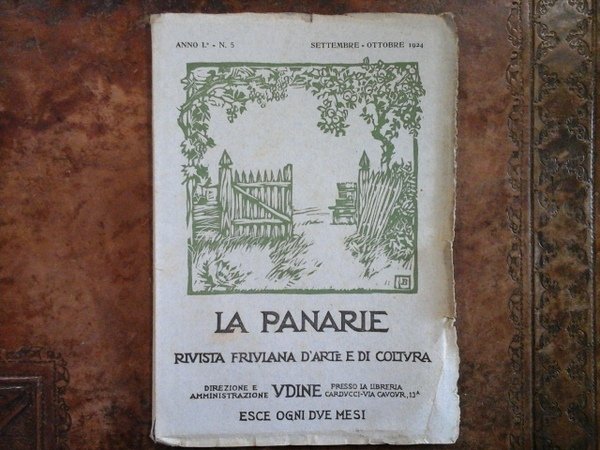 ANNO I.º - N. 5 SETTEMBRE - OTTOBRE 1924
LA PANARIE
RIVISTA FRIVLANA D'ARTE E DI COLTVRA
DIREZIONE E AMMINISTRAZIONE VDINE PRESSO LA LIBRERIA CARDVCCI - VIA CAVOVR, 13A
ESCE OGNI DVE MESI